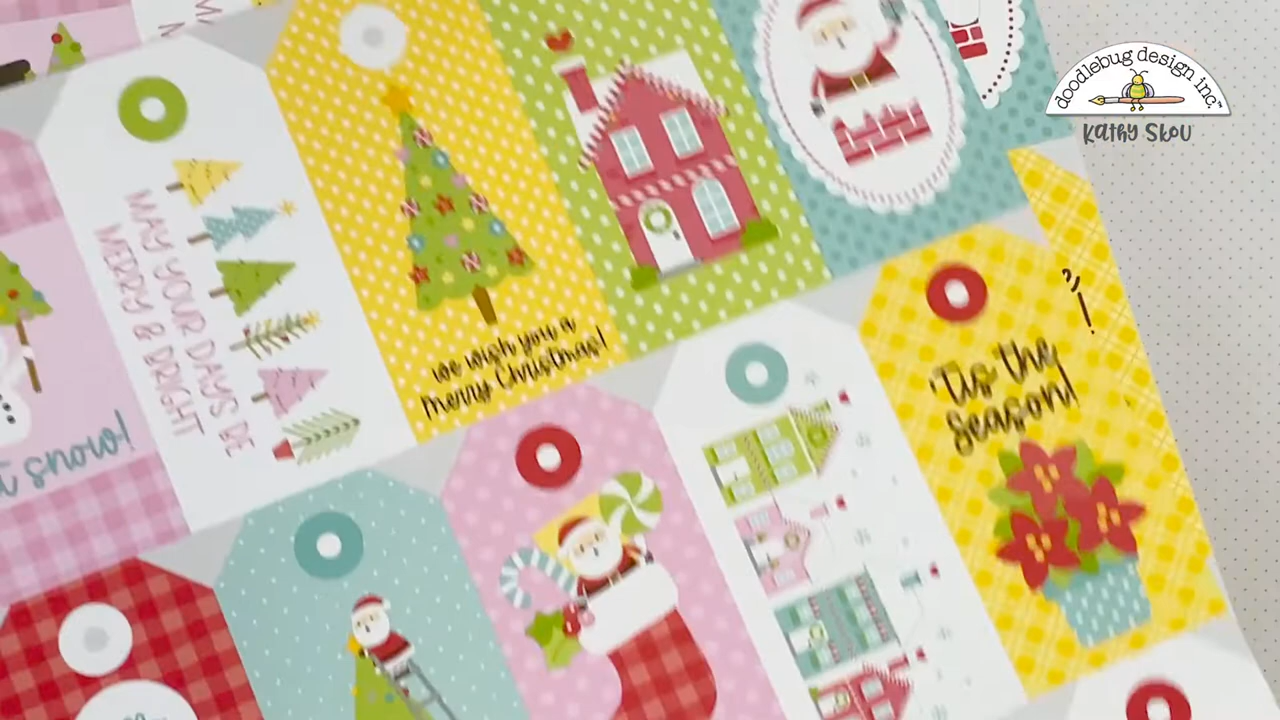 doodlebug design inc.™
Kathy Skou
MAY YOUR DAYS BE
MERRY & BRIGHT
we wish you a
merry Christmas!
'Tis the
season!
snow!